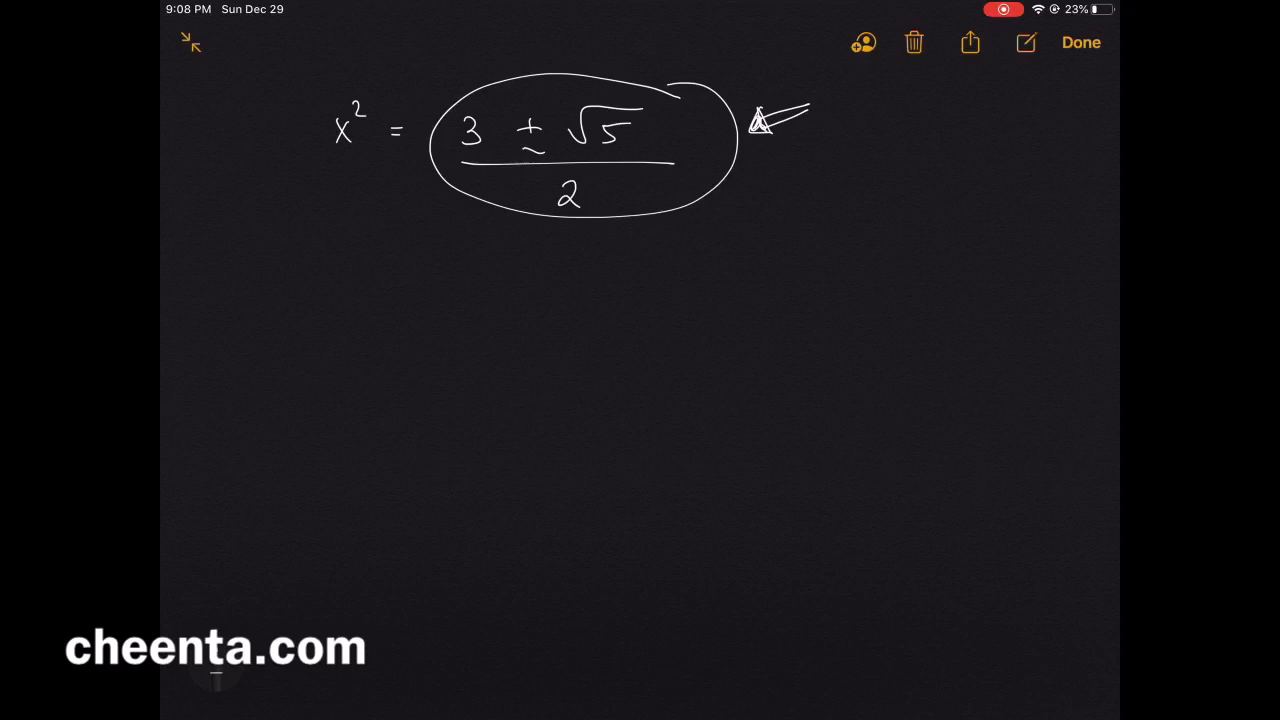 9:08 PM Sun Dec 29 23%
Done
x² = (3 ± √5) / 2
cheenta.com